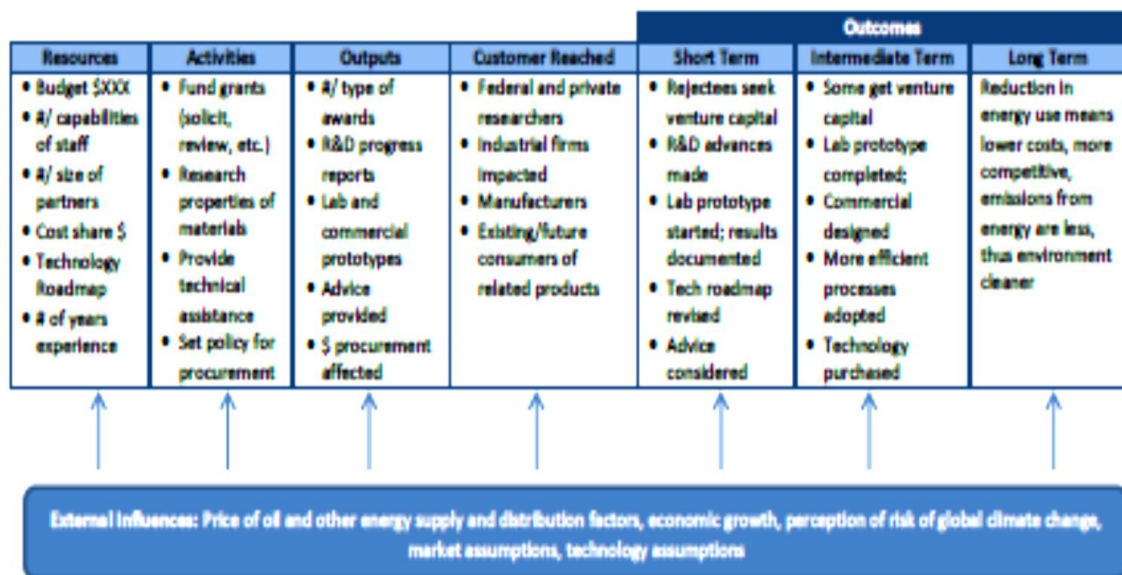 Outcomes
Resources
Activities
Outputs
Customer Reached
Short Term
Intermediate Term
Long Term
• Budget $XXX
• #/ capabilities
of staff
• #/ size of
partners
• Cost share $
• Technology
Roadmap
• # of years
experience
• Fund grants
(solicit,
review, etc.)
• Research
properties of
materials
• Provide
technical
assistance
• Set policy for
procurement
• #/ type of
awards
• R&D progress
reports
• Lab and
commercial
prototypes
• Advice
provided
• $ procurement
affected
• Federal and private
researchers
• Industrial firms
impacted
• Manufacturers
• Existing/future
consumers of
related products
• Rejectees seek
venture capital
• R&D advances
made
• Lab prototype
started; results
documented
• Tech roadmap
revised
• Advice
considered
• Some get venture
capital
• Lab prototype
completed;
• Commercial
designed
• More efficient
processes
adopted
• Technology
purchased
Reduction in
energy use means
lower costs, more
competitive,
emissions from
energy are less,
thus environment
cleaner
External Influences: Price of oil and other energy supply and distribution factors, economic growth, perception of risk of global climate change,
market assumptions, technology assumptions